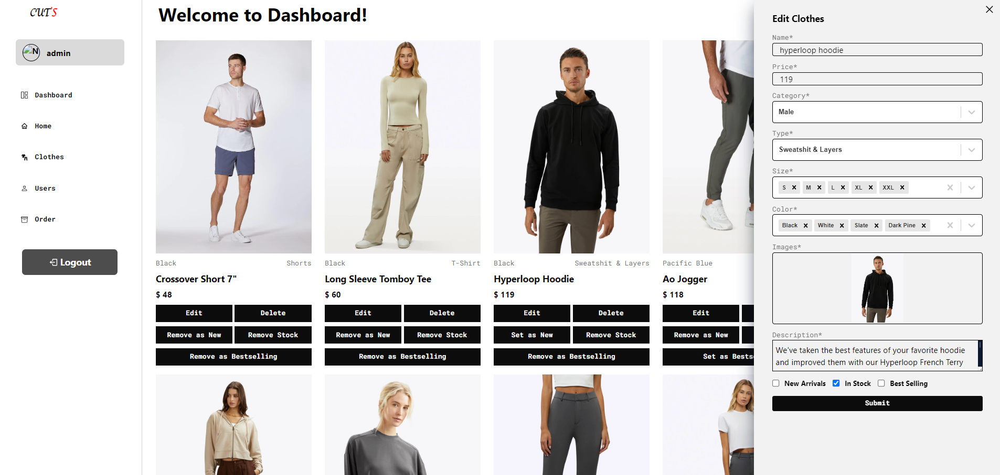 CUT'S
N admin
Dashboard
Home
Clothes
Users
Order
Logout
Welcome to Dashboard!
Black Shorts
Crossover Short 7"
$ 48
Edit Delete
Remove as New Remove Stock
Remove as Bestselling
Black T-Shirt
Long Sleeve Tomboy Tee
$ 60
Edit Delete
Remove as New Remove Stock
Remove as Bestselling
Black Sweatshit & Layers
Hyperloop Hoodie
$ 119
Edit Delete
Set as New Remove Stock
Remove as Bestselling
Pacific Blue
Ao Jogger
$ 118
Edit
Remove as New
Set as Bests
Edit Clothes
Name*
hyperloop hoodie
Price*
119
Category*
Male
Type*
Sweatshit & Layers
Size*
S M L XL XXL
Color*
Black White Slate Dark Pine
Images*
Description*
We've taken the best features of your favorite hoodie
and improved them with our Hyperloop French Terry
New Arrivals In Stock Best Selling
Submit